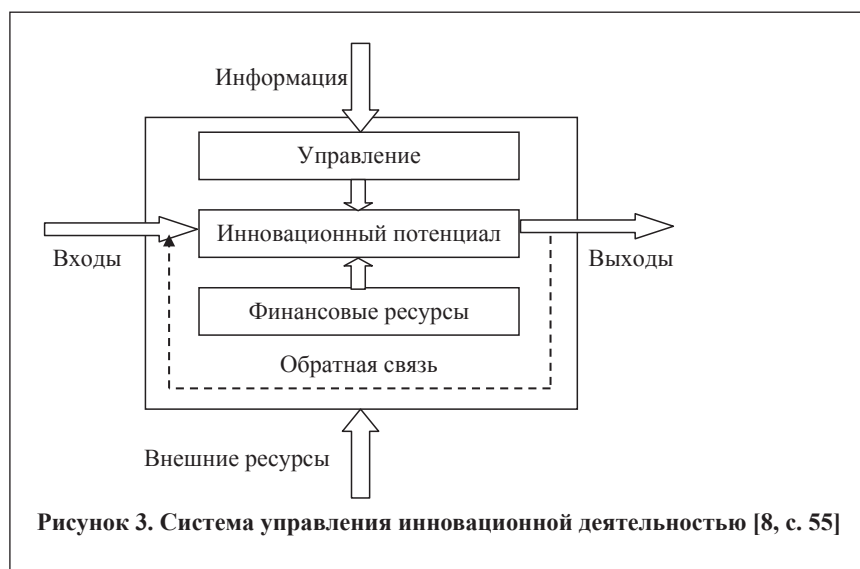 Информация
Управление
Инновационный потенциал
Входы
Выходы
Финансовые ресурсы
Обратная связь
Внешние ресурсы
Рисунок 3. Система управления инновационной деятельностью [8, с. 55]